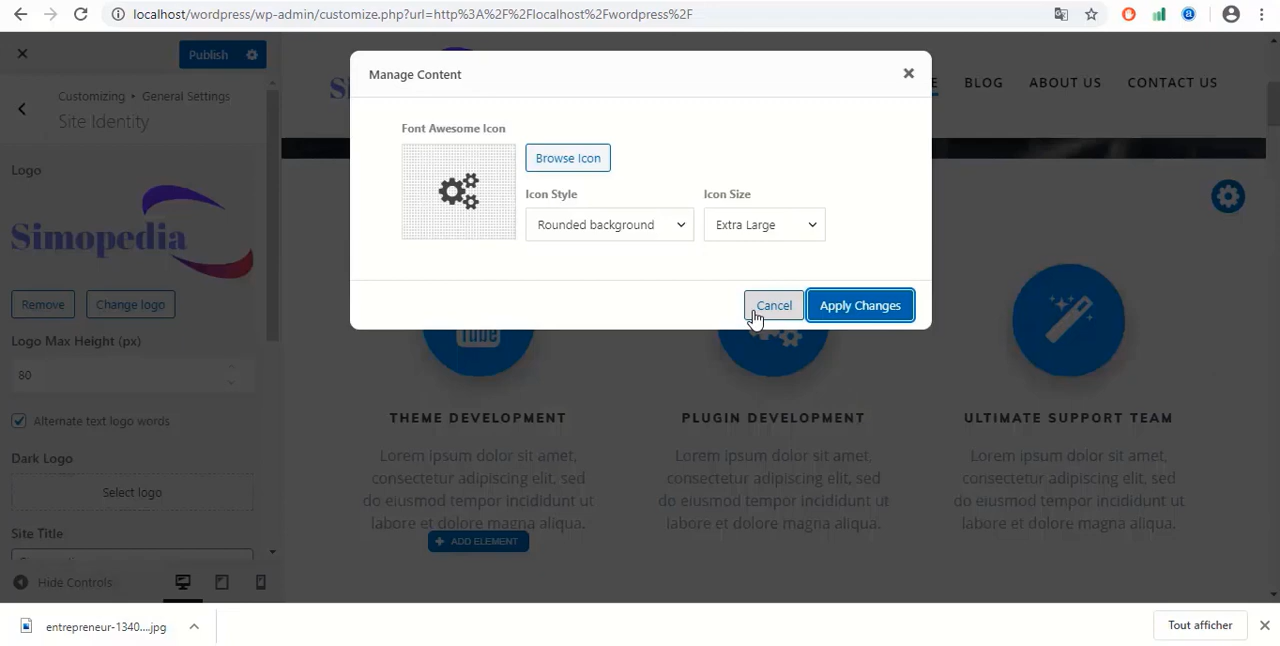 localhost/wordpress/wp-admin/customize.php?url=http%3A%2F%2Flocalhost%2Fwordpress%2F
Publish
Customizing • General Settings
Site Identity
Logo
Simopedia
Remove
Change logo
Logo Max Height (px)
80
Alternate text logo words
Dark Logo
Select logo
Site Title
Hide Controls
Manage Content
Font Awesome Icon
Browse Icon
Icon Style
Icon Size
Rounded background
Extra Large
Cancel
Apply Changes
BLOG
ABOUT US
CONTACT US
Tube
THEME DEVELOPMENT
PLUGIN DEVELOPMENT
ULTIMATE SUPPORT TEAM
Lorem ipsum dolor sit amet,
consectetur adipiscing elit, sed
do eiusmod tempor incididunt ut
labore et dolore magna aliqua.
Lorem ipsum dolor sit amet,
consectetur adipiscing elit, sed
do eiusmod tempor incididunt ut
labore et dolore magna aliqua.
Lorem ipsum dolor sit amet,
consectetur adipiscing elit, sed
do eiusmod tempor incididunt ut
labore et dolore magna aliqua.
+ ADD ELEMENT
entrepreneur-1340....jpg
Tout afficher